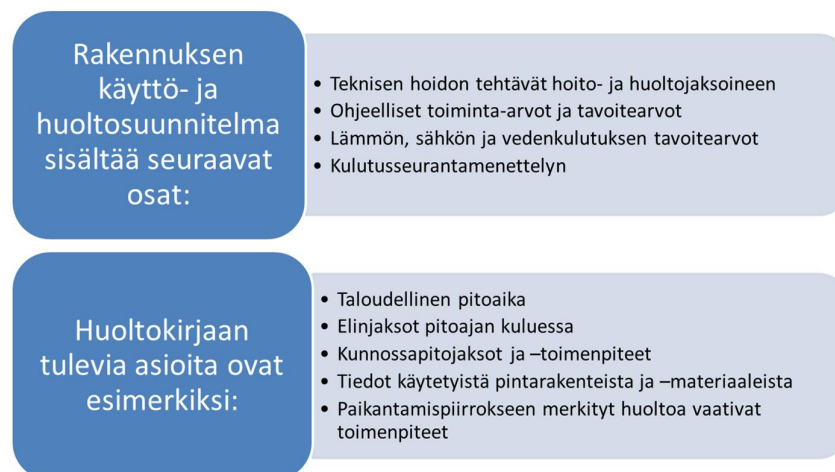 Rakennuksen
käyttö- ja
huoltosuunnitelma
sisältää seuraavat
osat:
• Teknisen hoidon tehtävät hoito- ja huoltojaksoineen
• Ohjeelliset toiminta-arvot ja tavoitearvot
• Lämmön, sähkön ja vedenkulutuksen tavoitearvot
• Kulutusseurantamenettelyn
Huoltokirjaan
tulevia asioita ovat
esimerkiksi:
• Taloudellinen pitoaika
• Elinjaksot pitoajan kuluessa
• Kunnossapitojaksot ja –toimenpiteet
• Tiedot käytetyistä pintarakenteista ja –materiaaleista
• Paikantamispiirrokseen merkityt huoltoa vaativat
toimenpiteet